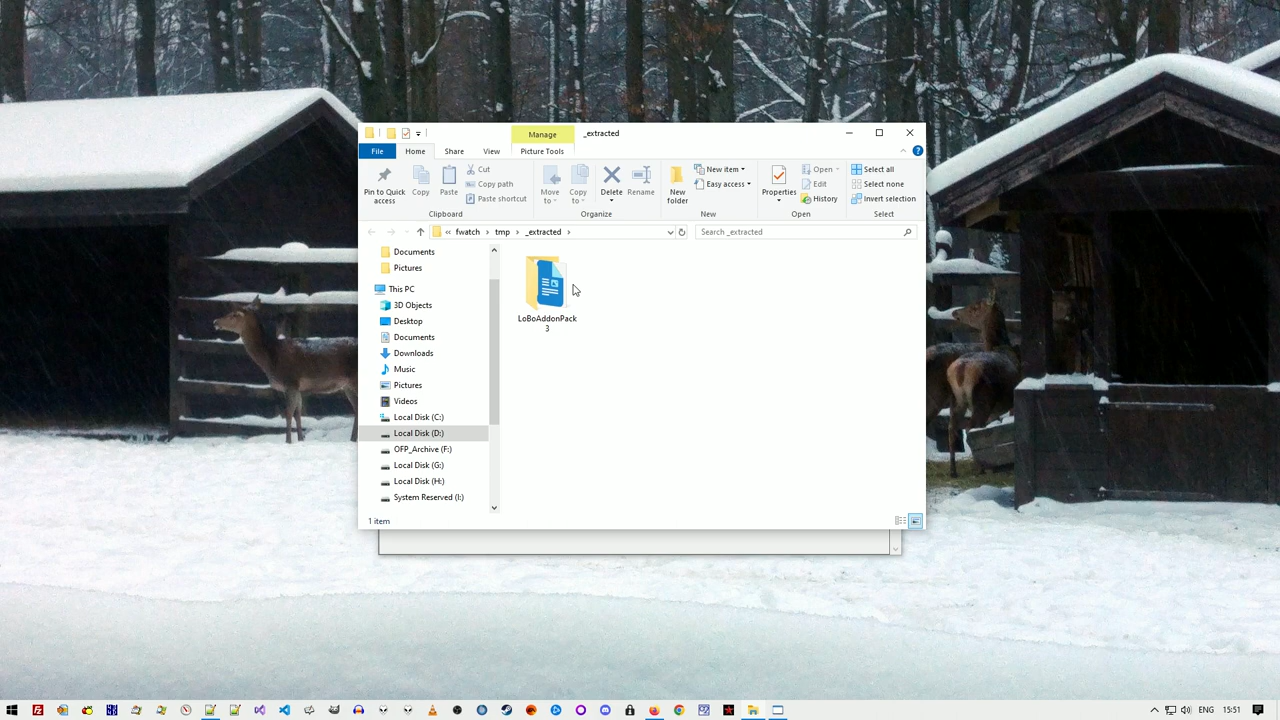 Manage
_extracted
File
Home
Share
View
Picture Tools
Pin to Quick access
Copy
Paste
Cut
Copy path
Paste shortcut
Clipboard
Move to
Copy to
Delete
Rename
Organize
New folder
New item
Easy access
New
Properties
Open
Edit
History
Open
Select all
Select none
Invert selection
Select
« fwatch > tmp > _extracted >
Search _extracted
Documents
Pictures
This PC
3D Objects
Desktop
Documents
Downloads
Music
Pictures
Videos
Local Disk (C:)
Local Disk (D:)
OFP_Archive (F:)
Local Disk (G:)
Local Disk (H:)
System Reserved (I:)
LoBoAddonPack
3
1 item
ENG
15:51